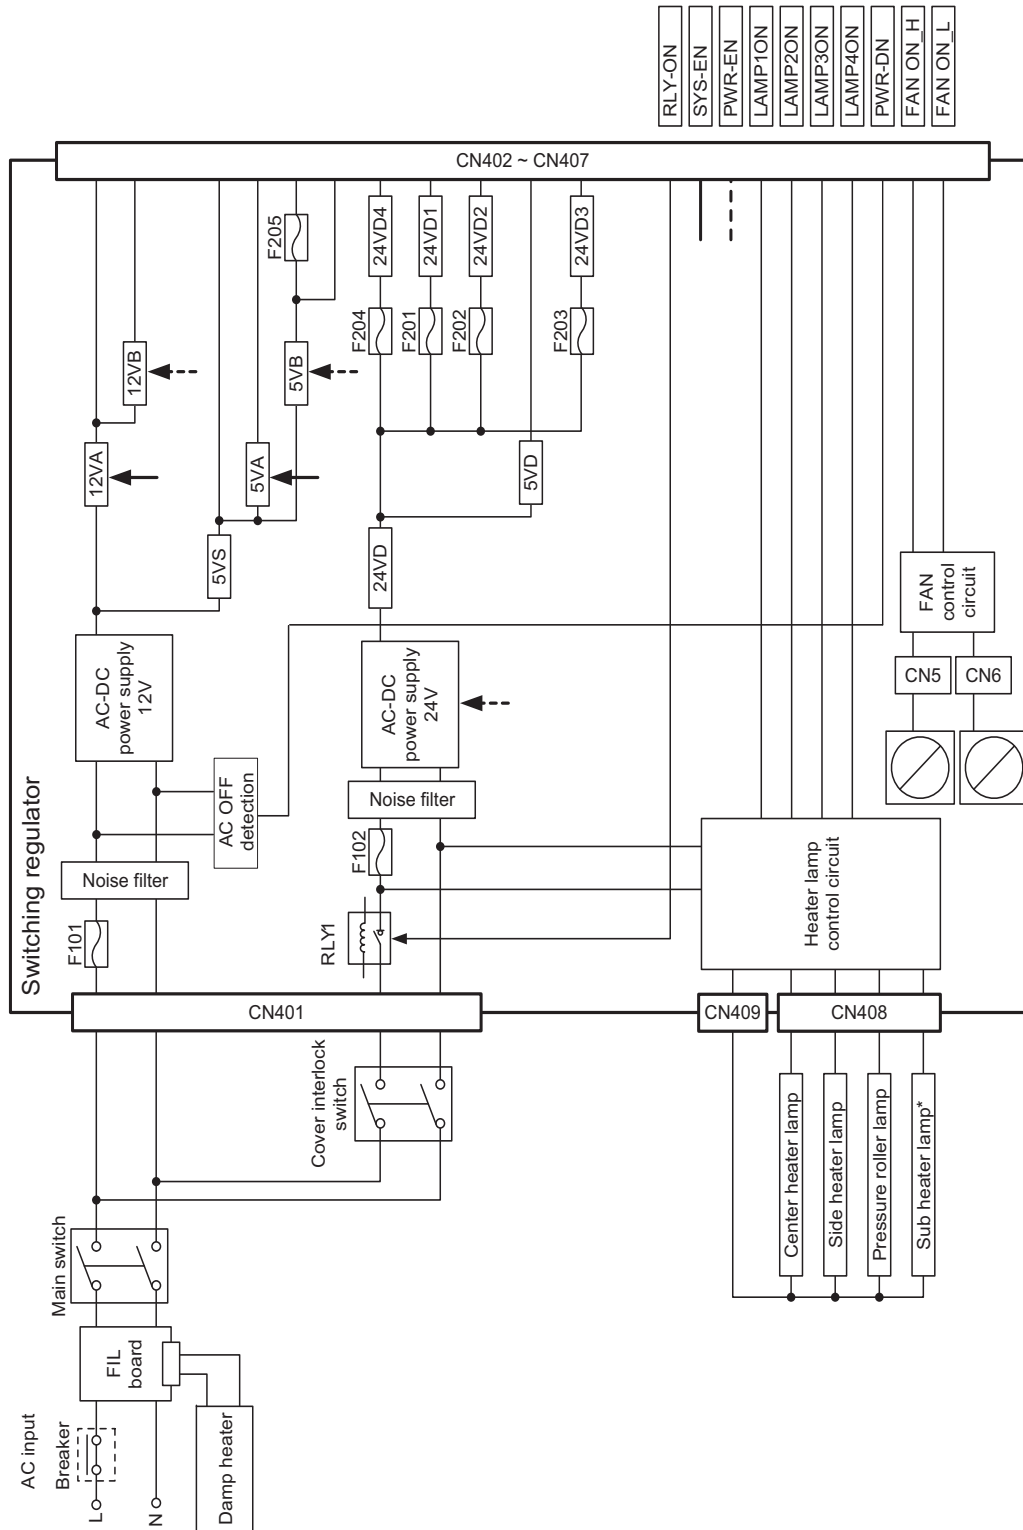 AC input
Breaker
L
N
Damp heater
FIL
board
Main switch
Cover interlock
switch
Switching regulator
CN401
F101
Noise filter
AC OFF
detection
AC-DC
power supply
12V
12VA
12VB
5VS
5VA
5VB
F205
RLY1
F102
Noise filter
AC-DC
power supply
24V
24VD
5VD
F204
F201
F202
F203
24VD4
24VD1
24VD2
24VD3
CN402 ~ CN407
RLY-ON
SYS-EN
PWR-EN
LAMP1ON
LAMP2ON
LAMP3ON
LAMP4ON
PWR-DN
FAN ON_H
FAN ON_L
FAN
control
circuit
CN5
CN6
Heater lamp
control circuit
CN409
CN408
Center heater lamp
Side heater lamp
Pressure roller lamp
Sub heater lamp*